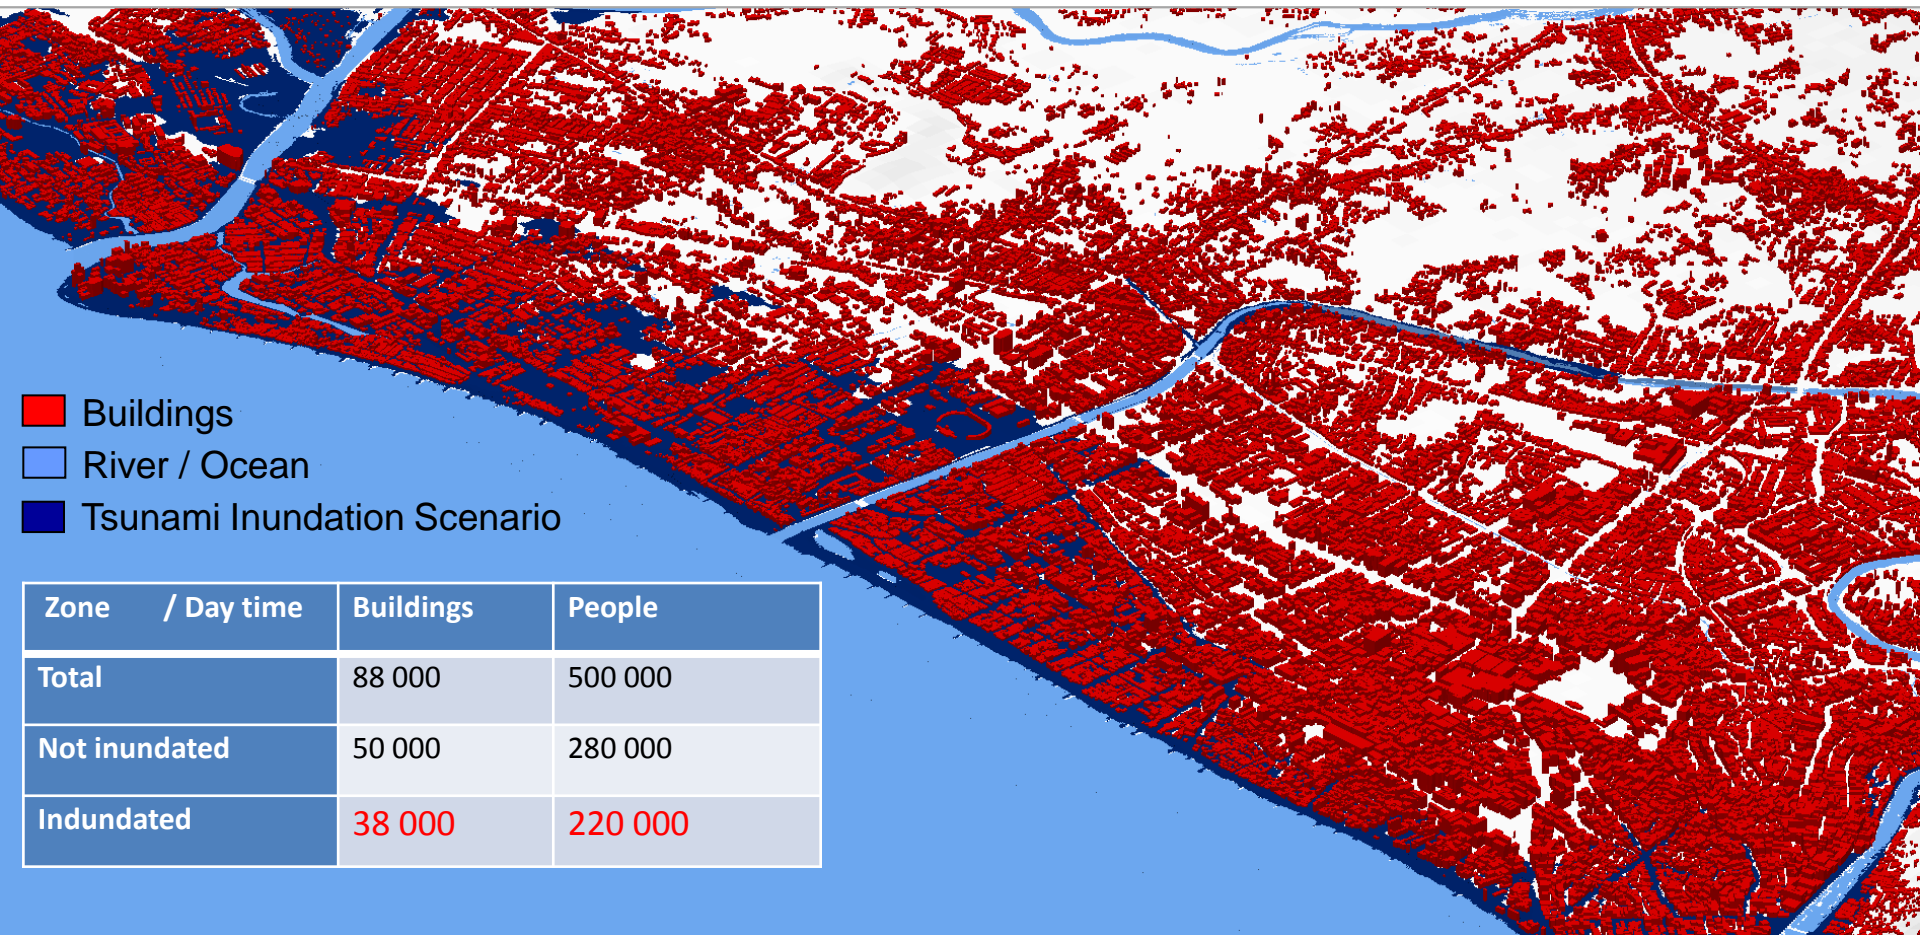 Buildings
River / Ocean
Tsunami Inundation Scenario
Zone / Day time Buildings People
Total 88 000 500 000
Not inundated 50 000 280 000
Indundated 38 000 220 000